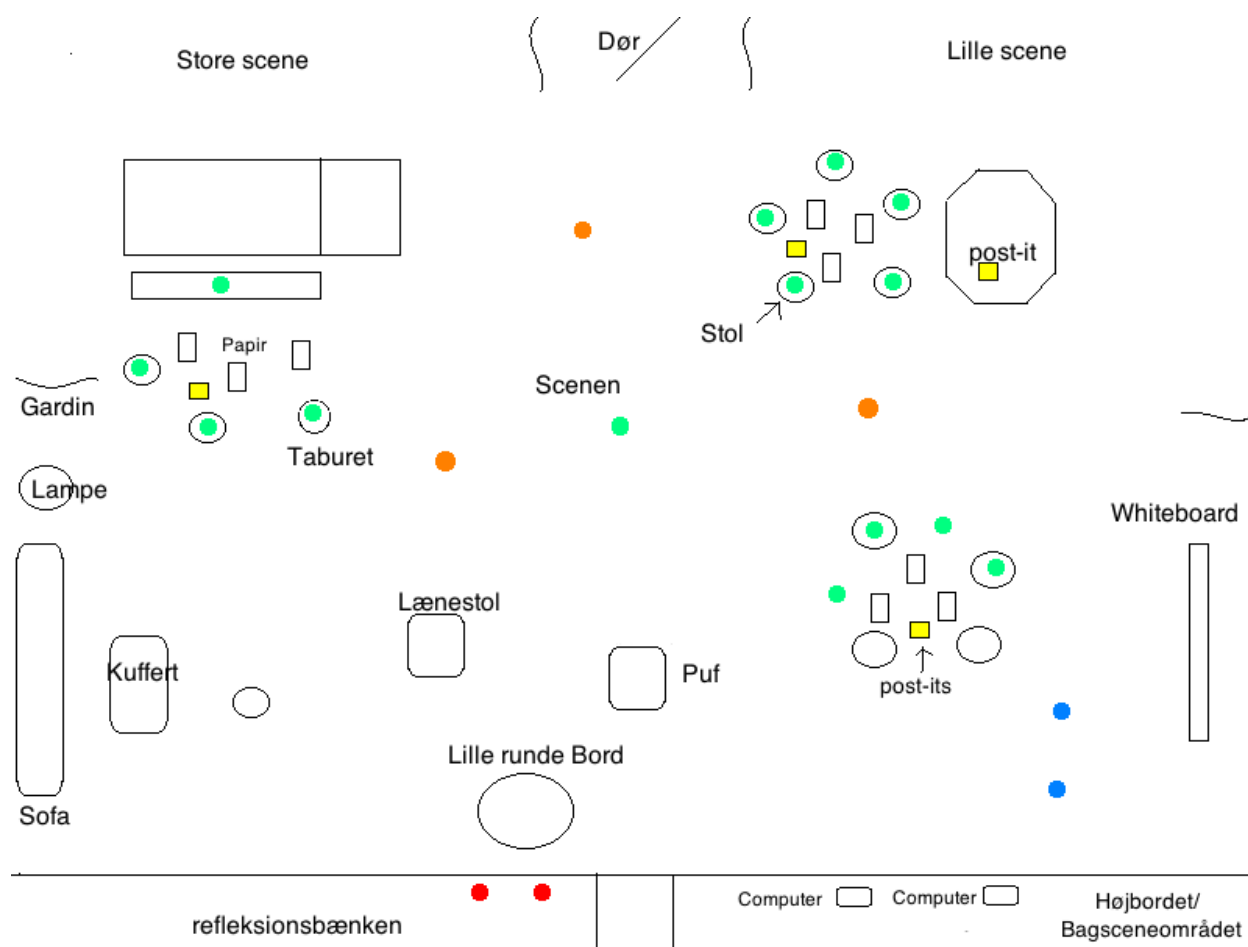 Store scene
Dør
Lille scene
post-it
Stol
Papir
Scenen
Gardin
Taburet
Lampe
Whiteboard
Lænestol
Kuffert
Puf
post-its
Lille runde Bord
Sofa
Computer
Computer
Højbordet/
Bagsceneområdet
refleksionsbænken